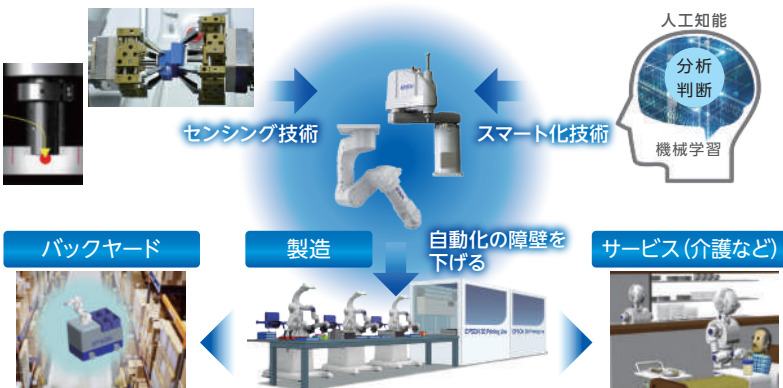 人工知能
分析
判断
機械学習
センシング技術
スマート化技術
バックヤード
製造
自動化の障壁を
下げる
サービス（介護など）
EPSON